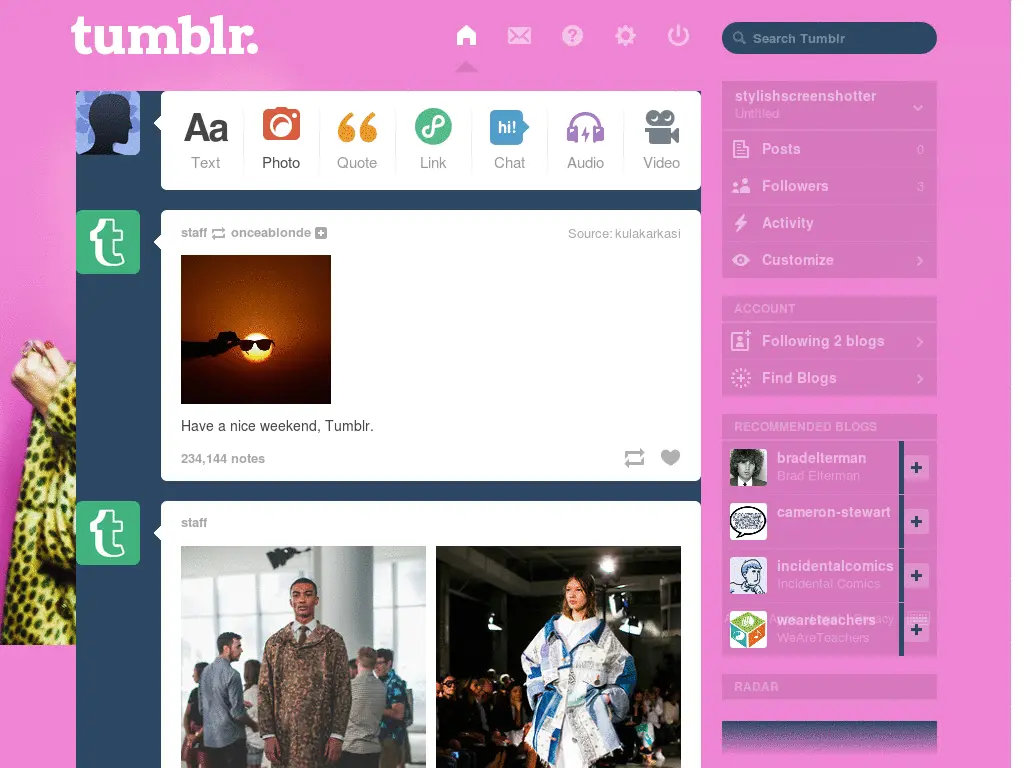 tumblr.
Search Tumblr
Aa
hi!
Text
Photo
Quote
Link
Chat
Audio
Video
stylishscreenshotter
Untitled
Posts 0
Followers 3
Activity
Customize
ACCOUNT
Following 2 blogs
Find Blogs
RECOMMENDED BLOGS
bradelterman
Brad Elterman
cameron-stewart
incidentalcomics
Incidental Comics
weareteachers
WeAreTeachers
RADAR
staff onceablonde
Source: kulakarkasi
Have a nice weekend, Tumblr.
234,144 notes
staff